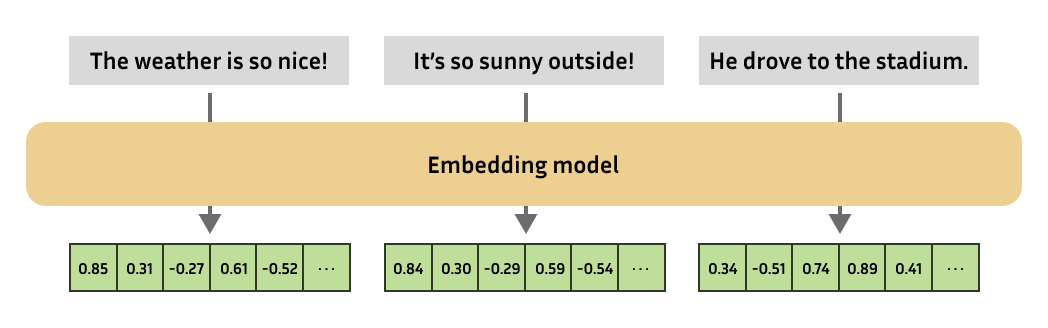 The weather is so nice! It's so sunny outside! He drove to the stadium.
Embedding model
0.85 0.31 -0.27 0.61 -0.52 ... 0.84 0.30 -0.29 0.59 -0.54 ... 0.34 -0.51 0.74 0.89 0.41 ...